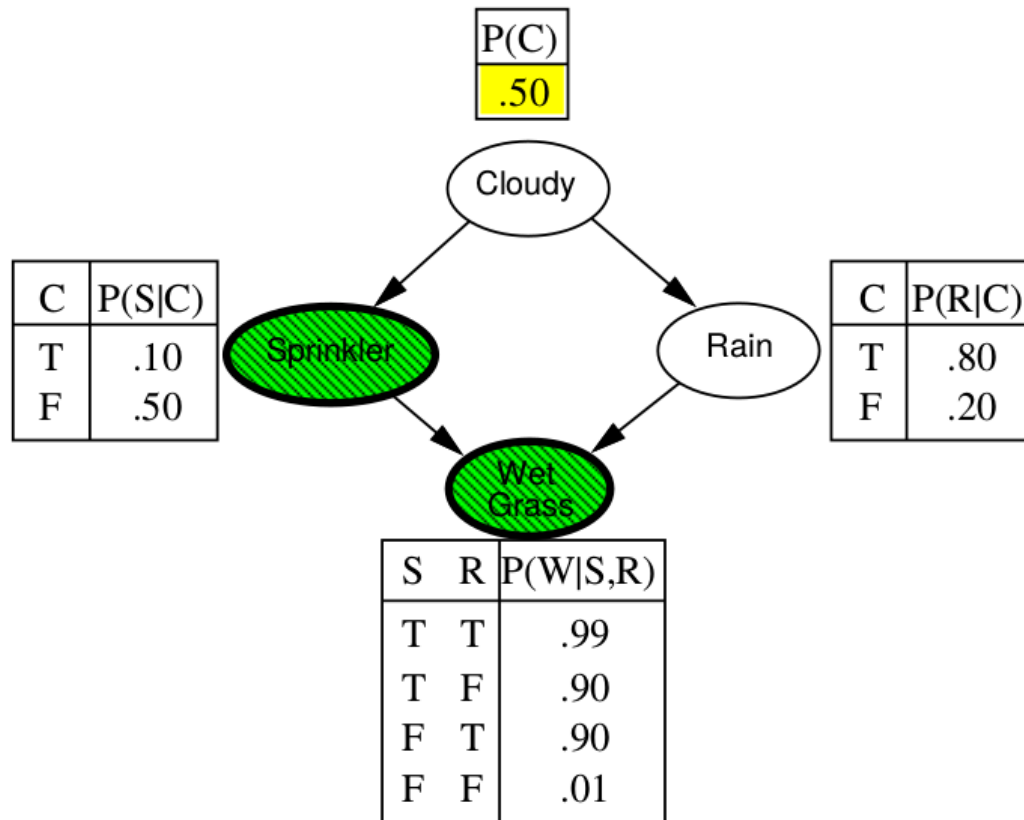 P(C)
.50
Cloudy
C P(S|C)
T .10
F .50
Sprinkler
Rain
C P(R|C)
T .80
F .20
Wet
Grass
S R P(W|S,R)
T T .99
T F .90
F T .90
F F .01